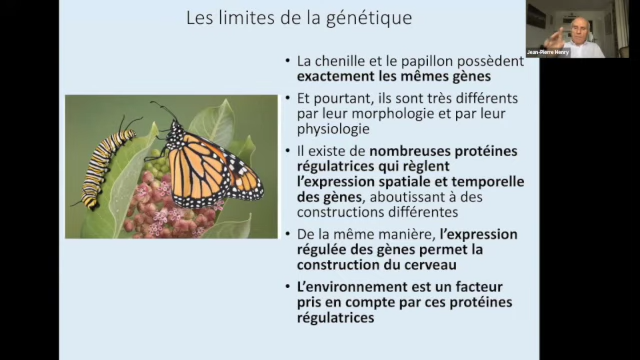 Les limites de la génétique
Jean-Pierre Henry
• La chenille et le papillon possèdent
exactement les mêmes gènes
• Et pourtant, ils sont très différents
par leur morphologie et par leur
physiologie
• Il existe de nombreuses protéines
régulatrices qui règlent
l’expression spatiale et temporelle
des gènes, aboutissant à des
constructions différentes
• De la même manière, l’expression
régulée des gènes permet la
construction du cerveau
• L’environnement est un facteur
pris en compte par ces protéines
régulatrices